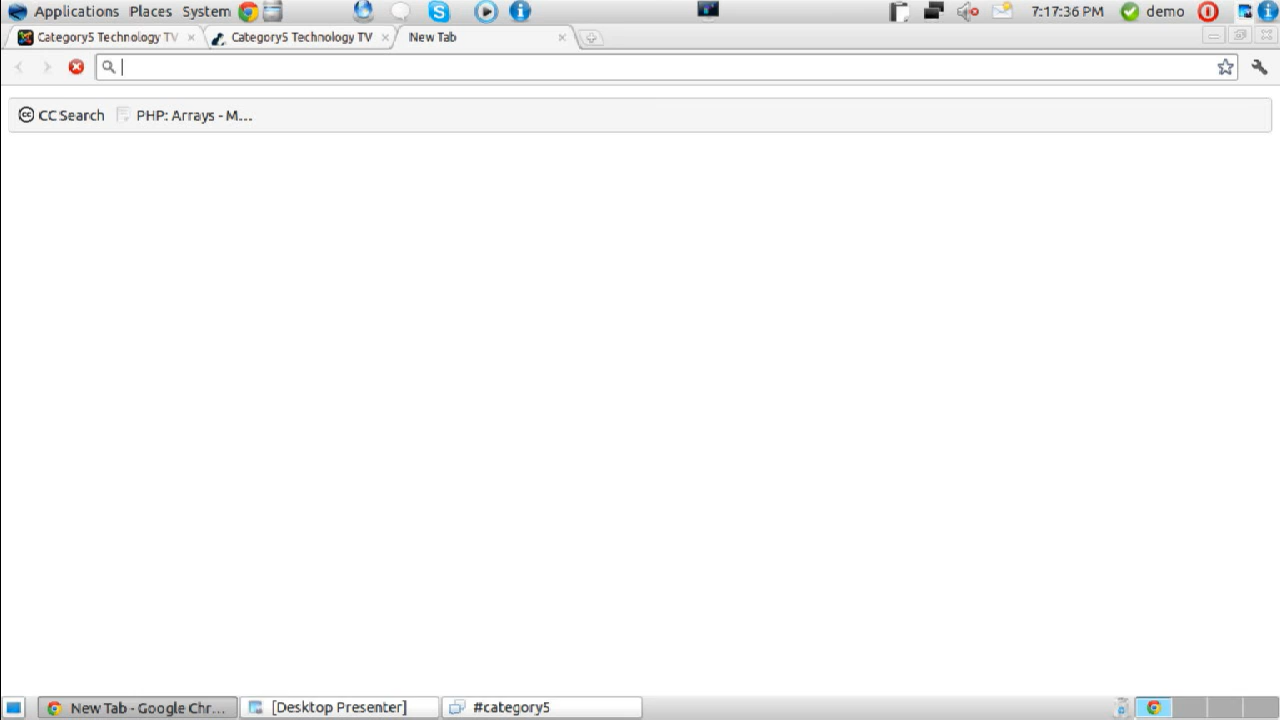 Applications Places System 7:17:36 PM demo
Category5 Technology TV Category5 Technology TV New Tab
CC Search PHP: Arrays - M...
New Tab - Google Chr... [Desktop Presenter] #category5